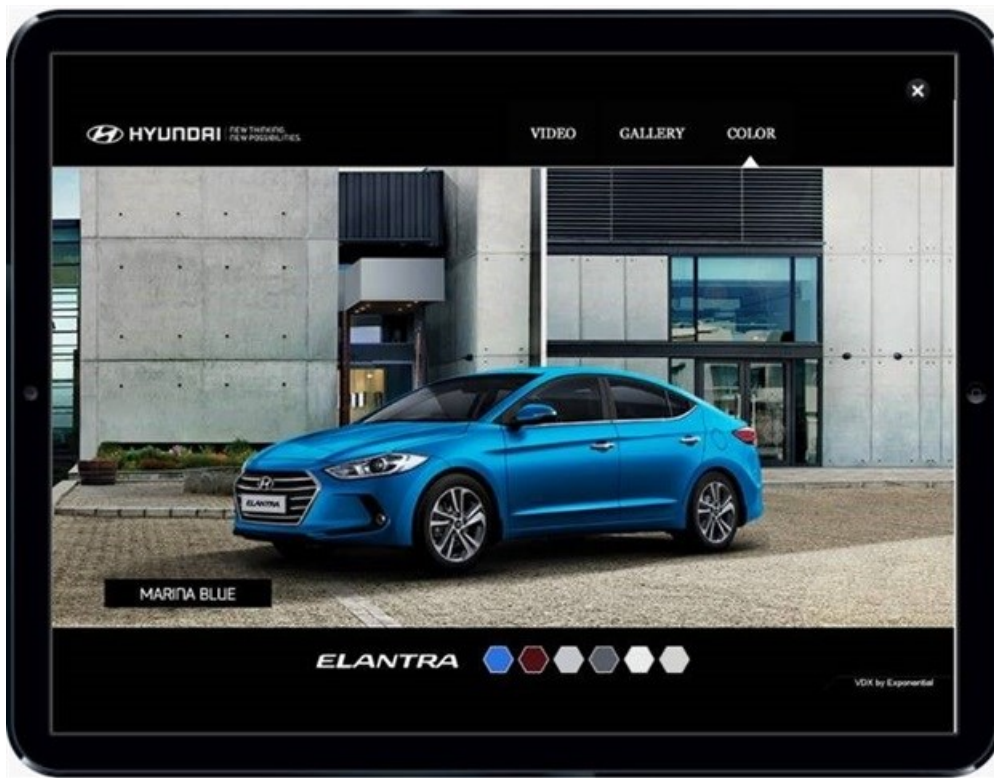 HYUNDAI NEW THINKING.
NEW POSSIBILITIES.
VIDEO GALLERY COLOR
ELANTRA
MARINA BLUE
ELANTRA
VDX by Exponential